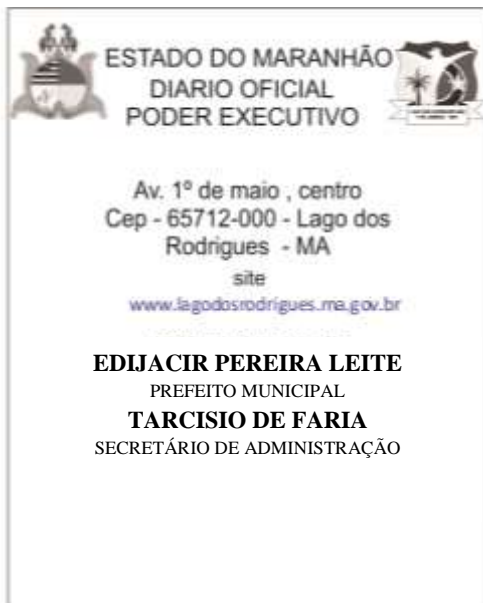 ESTADO DO MARANHÃO
DIARIO OFICIAL
PODER EXECUTIVO
Av. 1º de maio , centro
Cep - 65712-000 - Lago dos
Rodrigues - MA
site
www.lagodosrodrigues.ma.gov.br
EDIJACIR PEREIRA LEITE
PREFEITO MUNICIPAL
TARCISIO DE FARIA
SECRETÁRIO DE ADMINISTRAÇÃO